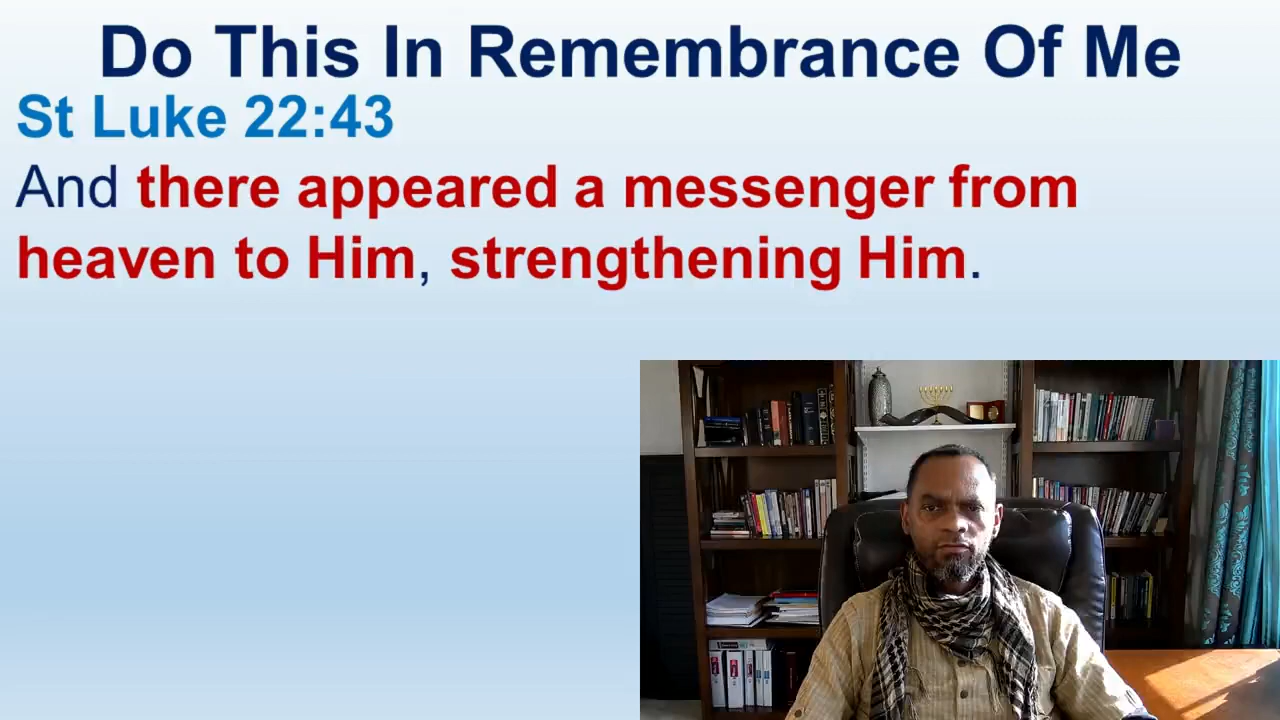 Do This In Remembrance Of Me
St Luke 22:43
And there appeared a messenger from
heaven to Him, strengthening Him.